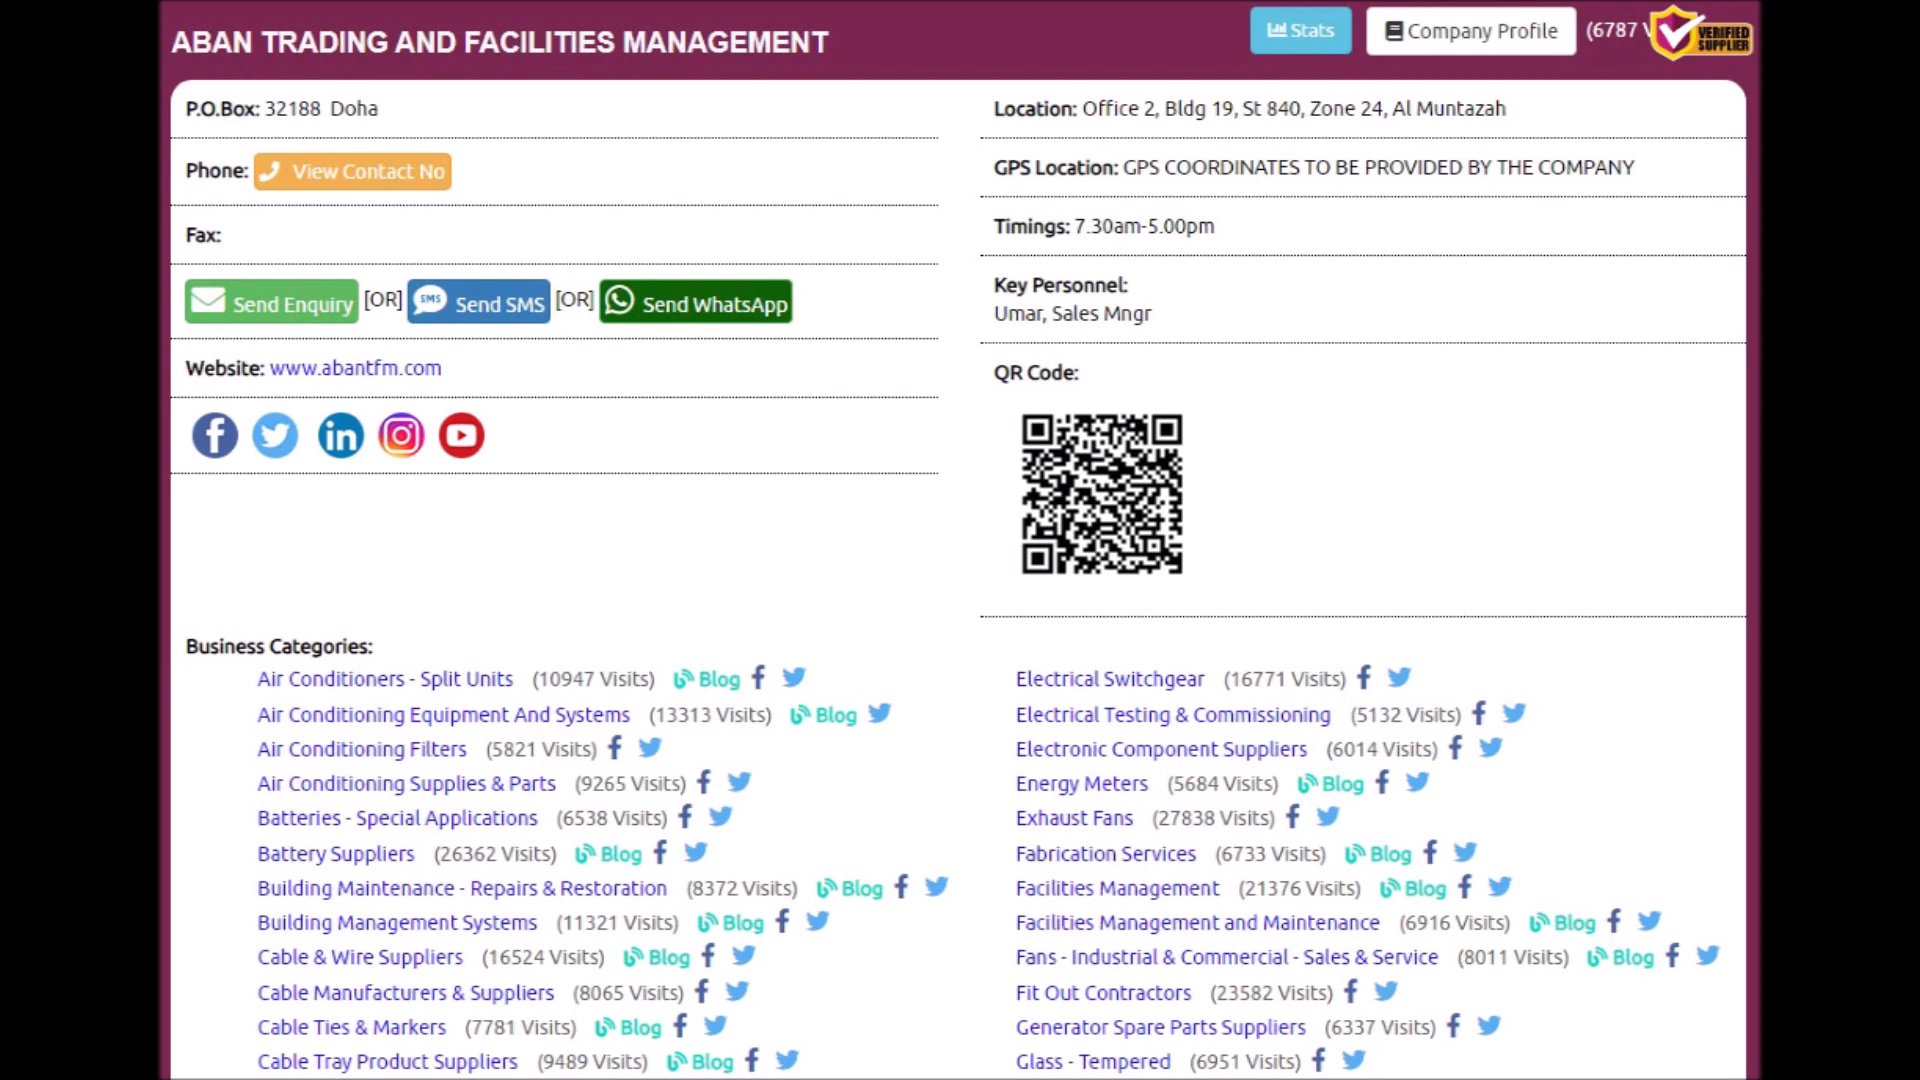 ABAN TRADING AND FACILITIES MANAGEMENT
Stats
Company Profile
(6787 V
VERIFIED
SUPPLIER
P.O.Box: 32188 Doha
Phone: View Contact No
Fax:
Send Enquiry [OR] SMS Send SMS [OR] Send WhatsApp
Website: www.abantfm.com
Location: Office 2, Bldg 19, St 840, Zone 24, Al Muntazah
GPS Location: GPS COORDINATES TO BE PROVIDED BY THE COMPANY
Timings: 7.30am-5.00pm
Key Personnel:
Umar, Sales Mngr
QR Code:
Business Categories:
Air Conditioners - Split Units (10947 Visits) Blog
Air Conditioning Equipment And Systems (13313 Visits) Blog
Air Conditioning Filters (5821 Visits)
Air Conditioning Supplies & Parts (9265 Visits)
Batteries - Special Applications (6538 Visits)
Battery Suppliers (26362 Visits) Blog
Building Maintenance - Repairs & Restoration (8372 Visits) Blog
Building Management Systems (11321 Visits) Blog
Cable & Wire Suppliers (16524 Visits) Blog
Cable Manufacturers & Suppliers (8065 Visits)
Cable Ties & Markers (7781 Visits) Blog
Cable Tray Product Suppliers (9489 Visits) Blog
Electrical Switchgear (16771 Visits)
Electrical Testing & Commissioning (5132 Visits)
Electronic Component Suppliers (6014 Visits)
Energy Meters (5684 Visits) Blog
Exhaust Fans (27838 Visits)
Fabrication Services (6733 Visits) Blog
Facilities Management (21376 Visits) Blog
Facilities Management and Maintenance (6916 Visits) Blog
Fans - Industrial & Commercial - Sales & Service (8011 Visits) Blog
Fit Out Contractors (23582 Visits)
Generator Spare Parts Suppliers (6337 Visits)
Glass - Tempered (6951 Visits)